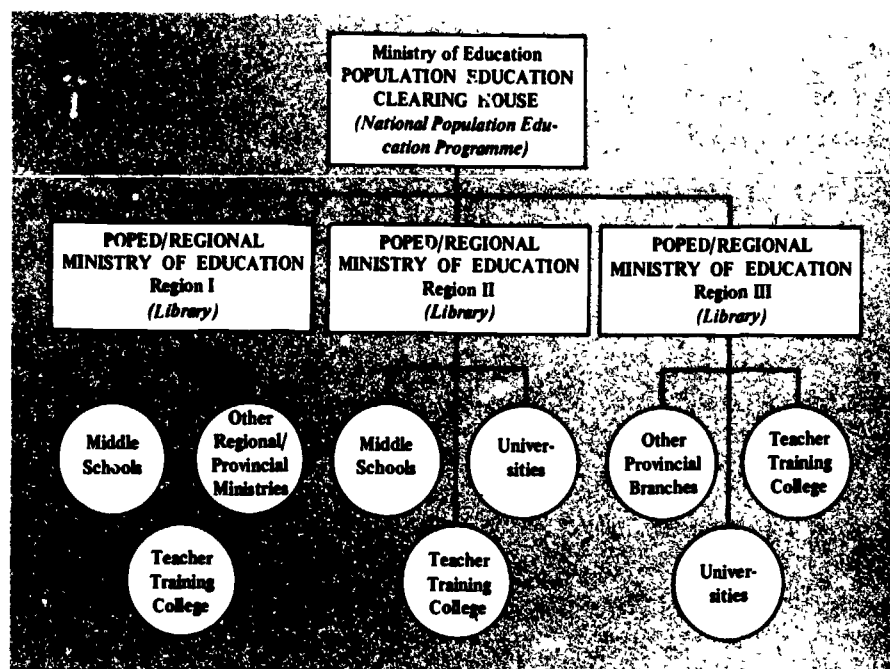 Ministry of Education
POPULATION EDUCATION
CLEARING HOUSE
(National Population Edu-
cation Programme)
POPED/REGIONAL
MINISTRY OF EDUCATION
Region I
(Library)
POPED/REGIONAL
MINISTRY OF EDUCATION
Region II
(Library)
POPED/REGIONAL
MINISTRY OF EDUCATION
Region III
(Library)
Middle
Schools
Other
Regional/
Provincial
Ministries
Teacher
Training
College
Middle
Schools
Univer-
sities
Teacher
Training
College
Other
Provincial
Branches
Teacher
Training
College
Univer-
sities